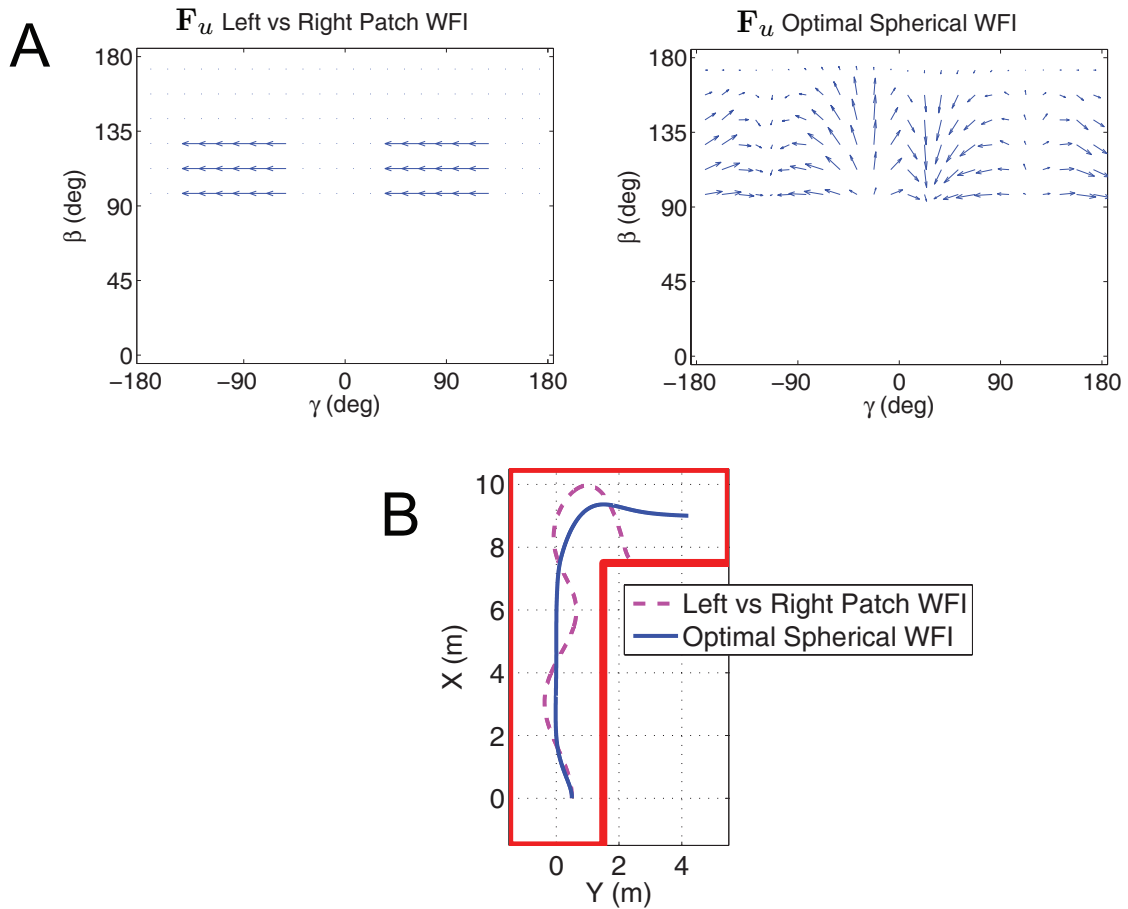 A
F_u Left vs Right Patch WFI
F_u Optimal Spherical WFI
180
135
90
45
0
β (deg)
−180
−90
0
90
180
γ (deg)
180
135
90
45
0
β (deg)
−180
−90
0
90
180
γ (deg)
B
10
8
6
4
2
0
X (m)
0
2
4
Y (m)
Left vs Right Patch WFI
Optimal Spherical WFI